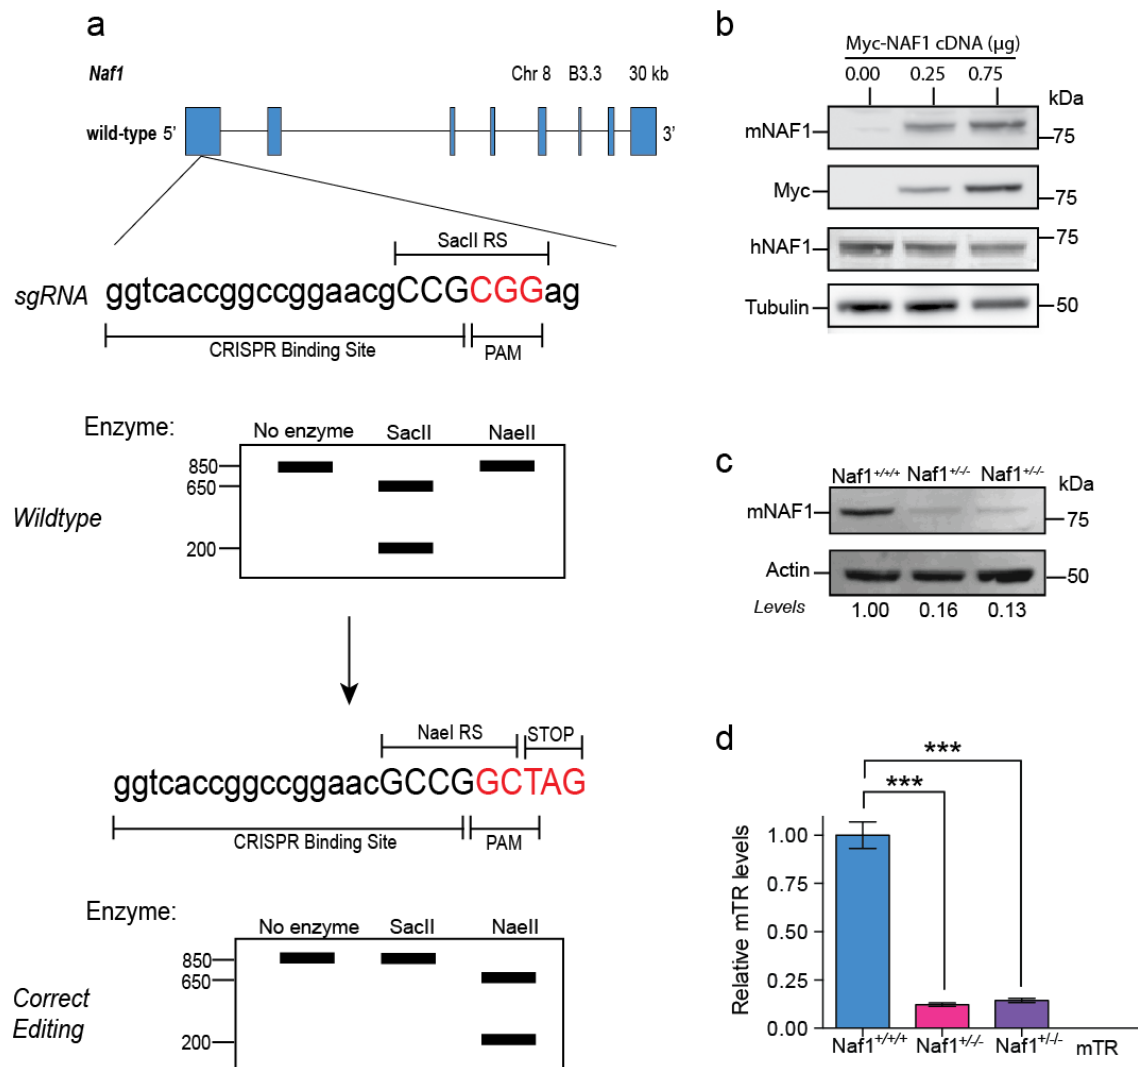 a
Naf1 Chr 8 B3.3 30 kb
wild-type 5' 3'
SacII RS
sgRNA ggtcaccggccggaacgCCGCGGag
CRISPR Binding Site PAM
Enzyme:
No enzyme SacII NaeII
850
650
Wildtype
200
NaeI RS STOP
ggtcaccggccggaacGCCGGCTAG
CRISPR Binding Site PAM
Enzyme:
No enzyme SacII NaeII
850
650
Correct
Editing
200
b
Myc-NAF1 cDNA (µg)
0.00 0.25 0.75
kDa
mNAF1 75
Myc 75
hNAF1 75
Tubulin 50
c
Naf1+/+/+ Naf1+/-/- Naf1+/-/-
kDa
mNAF1 75
Actin 50
Levels 1.00 0.16 0.13
d
***
***
Relative mTR levels
1.00
0.75
0.50
0.25
0.00
Naf1+/+/+ Naf1+/-/- Naf1+/-/- mTR